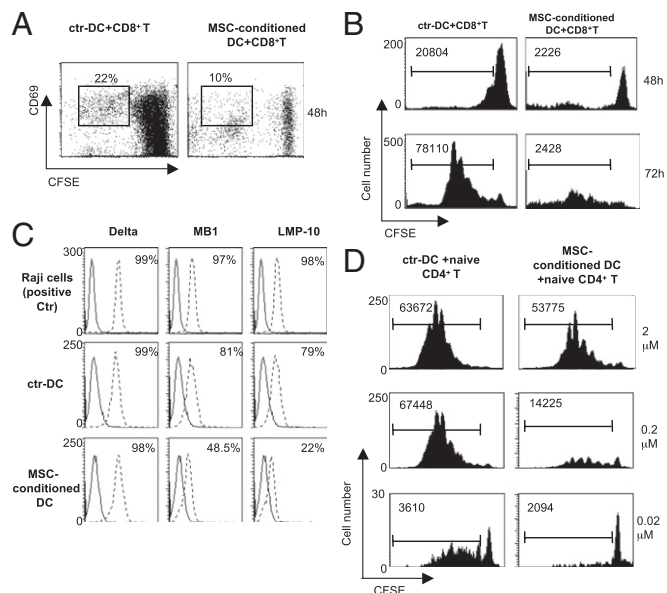 A
ctr-DC+CD8⁺ T
MSC-conditioned
DC+CD8⁺T
22%
10%
CD69
48h
CFSE
B
ctr-DC+CD8⁺T
MSC-conditioned
DC+CD8⁺T
200
20804
2226
0
48h
500
78110
2428
0
72h
Cell number
CFSE
C
Delta
MB1
LMP-10
Raji cells
(positive
Ctr)
300
0
99%
97%
98%
ctr-DC
250
0
99%
81%
79%
MSC-
conditioned
DC
250
0
98%
48.5%
22%
D
ctr-DC +naive
CD4⁺ T
MSC-
conditioned DC
+naive CD4⁺ T
250
63672
53775
0
2
µM
250
67448
14225
0
0.2
µM
30
3610
2094
0
0.02
µM
Cell number
CFSE